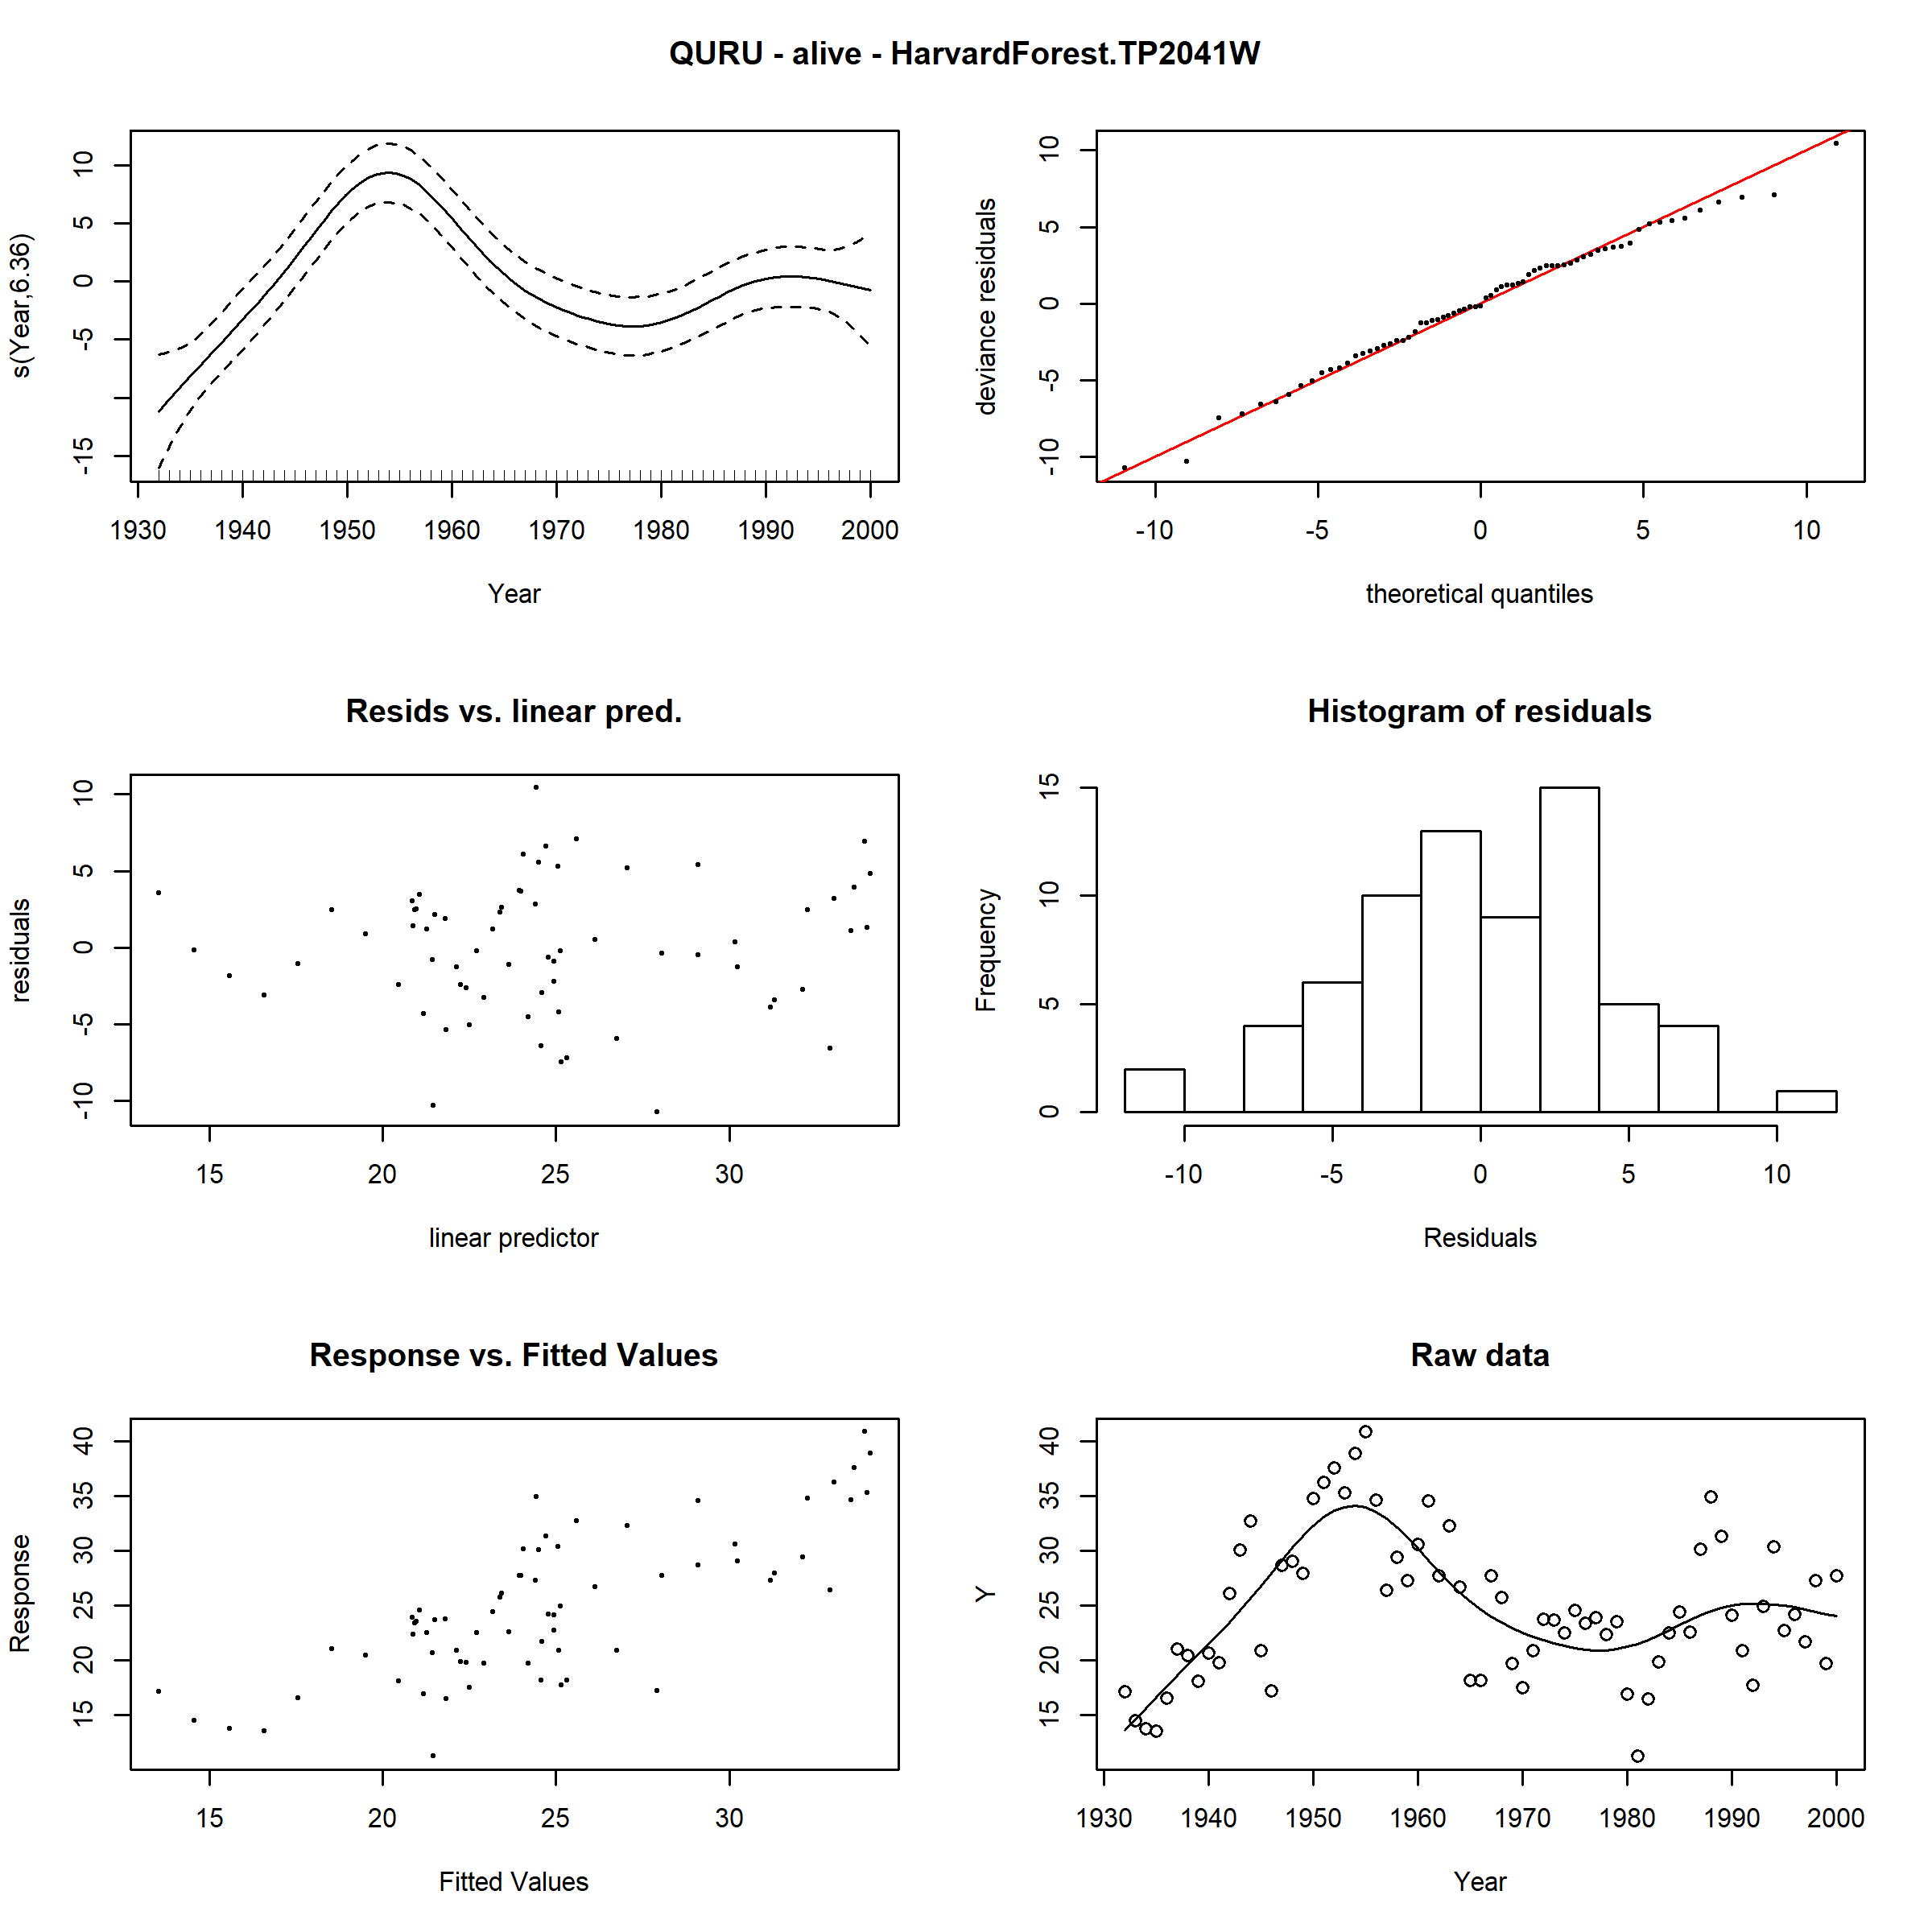 QURU - alive - HarvardForest.TP2041W
s(Year,6.36)
10
5
0
-5
-15
1930 1940 1950 1960 1970 1980 1990 2000
Year
deviance residuals
10
5
0
-5
-10
-10 -5 0 5 10
theoretical quantiles
Resids vs. linear pred.
residuals
10
5
0
-5
-10
15 20 25 30
linear predictor
Histogram of residuals
Frequency
15
10
5
0
-10 -5 0 5 10
Residuals
Response vs. Fitted Values
Response
40
35
30
25
20
15
15 20 25 30
Fitted Values
Raw data
Y
40
35
30
25
20
15
1930 1940 1950 1960 1970 1980 1990 2000
Year